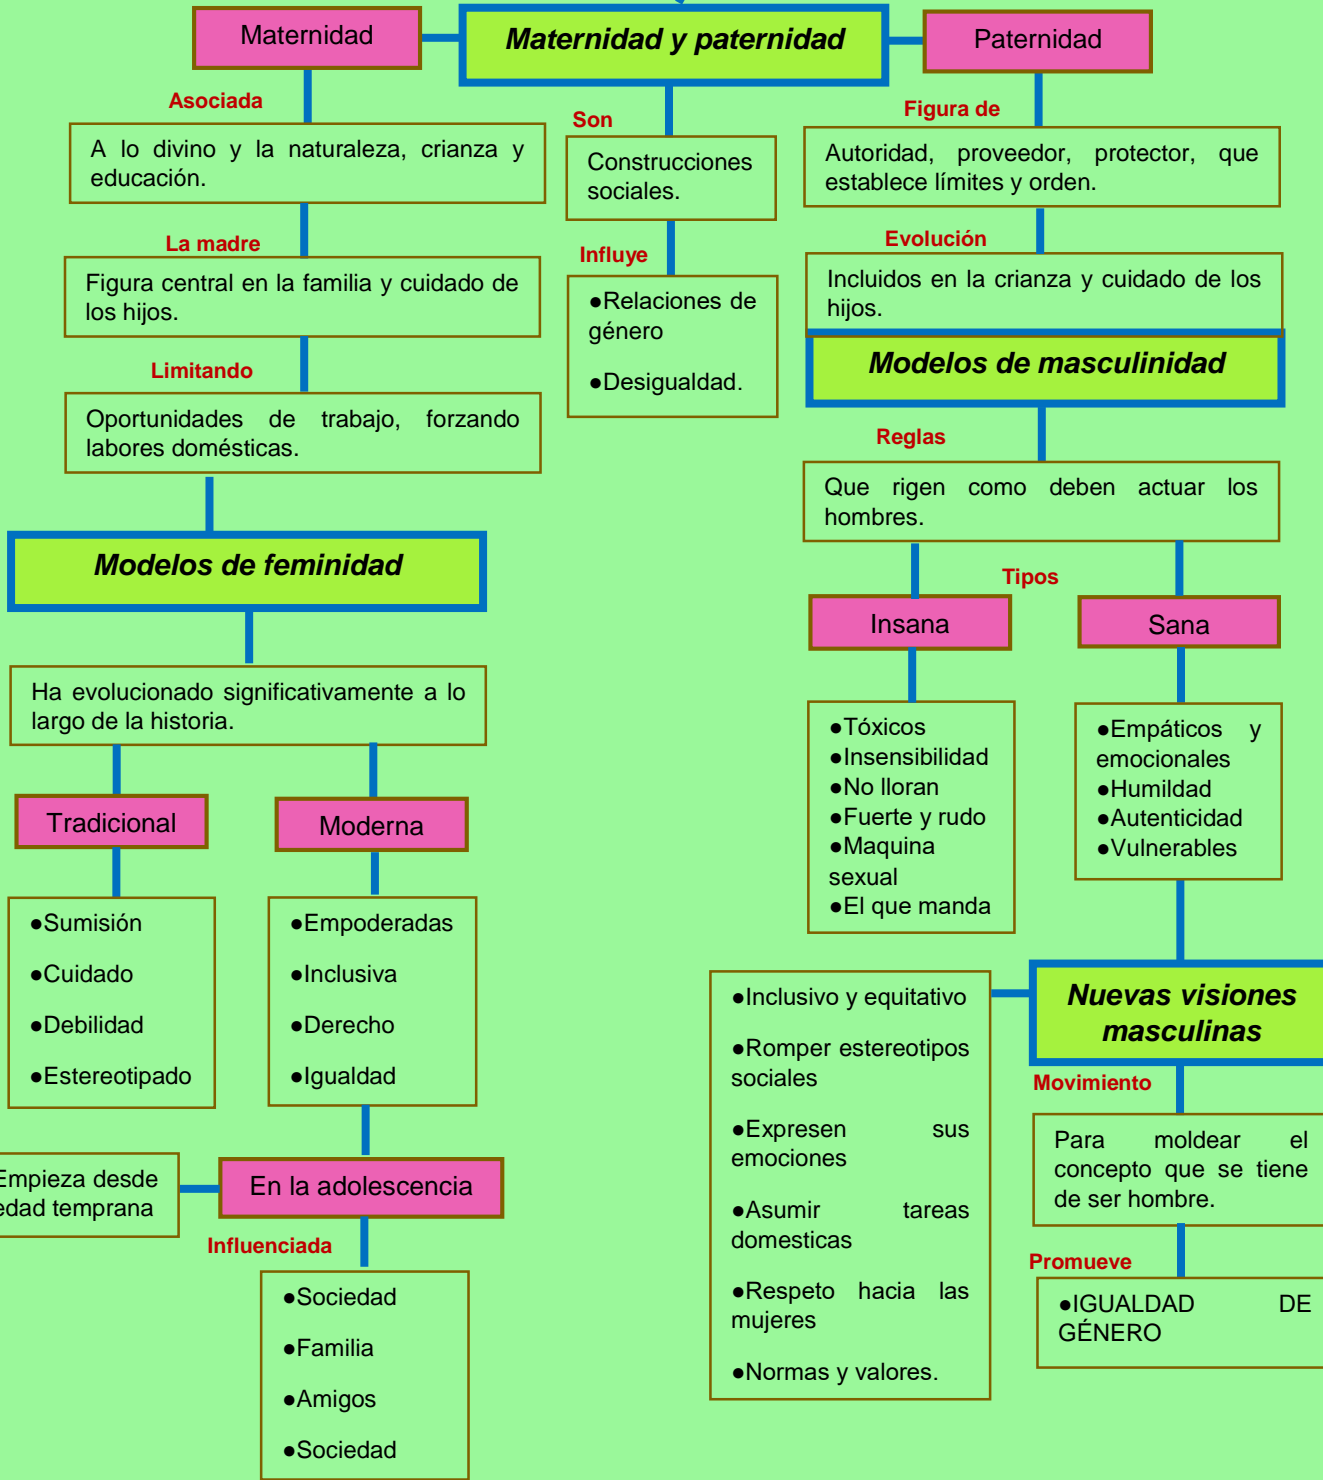 Maternidad
Maternidad y paternidad
Paternidad
Asociada
A lo divino y la naturaleza, crianza y
educación.
La madre
Figura central en la familia y cuidado de
los hijos.
Limitando
Oportunidades de trabajo, forzando
labores domésticas.
Son
Construcciones
sociales.
Influye
●Relaciones de
género
●Desigualdad.
Figura de
Autoridad, proveedor, protector, que
establece límites y orden.
Evolución
Incluidos en la crianza y cuidado de los
hijos.
Modelos de masculinidad
Reglas
Que rigen como deben actuar los
hombres.
Tipos
Insana
●Tóxicos
●Insensibilidad
●No lloran
●Fuerte y rudo
●Maquina
sexual
●El que manda
Sana
●Empáticos y
emocionales
●Humildad
●Autenticidad
●Vulnerables
Nuevas visiones
masculinas
●Inclusivo y equitativo
●Romper estereotipos
sociales
●Expresen sus
emociones
●Asumir tareas
domesticas
●Respeto hacia las
mujeres
●Normas y valores.
Movimiento
Para moldear el
concepto que se tiene
de ser hombre.
Promueve
●IGUALDAD DE
GÉNERO
Modelos de feminidad
Ha evolucionado significativamente a lo
largo de la historia.
Tradicional
●Sumisión
●Cuidado
●Debilidad
●Estereotipado
Moderna
●Empoderadas
●Inclusiva
●Derecho
●Igualdad
En la adolescencia
Empieza desde
edad temprana
Influenciada
●Sociedad
●Familia
●Amigos
●Sociedad